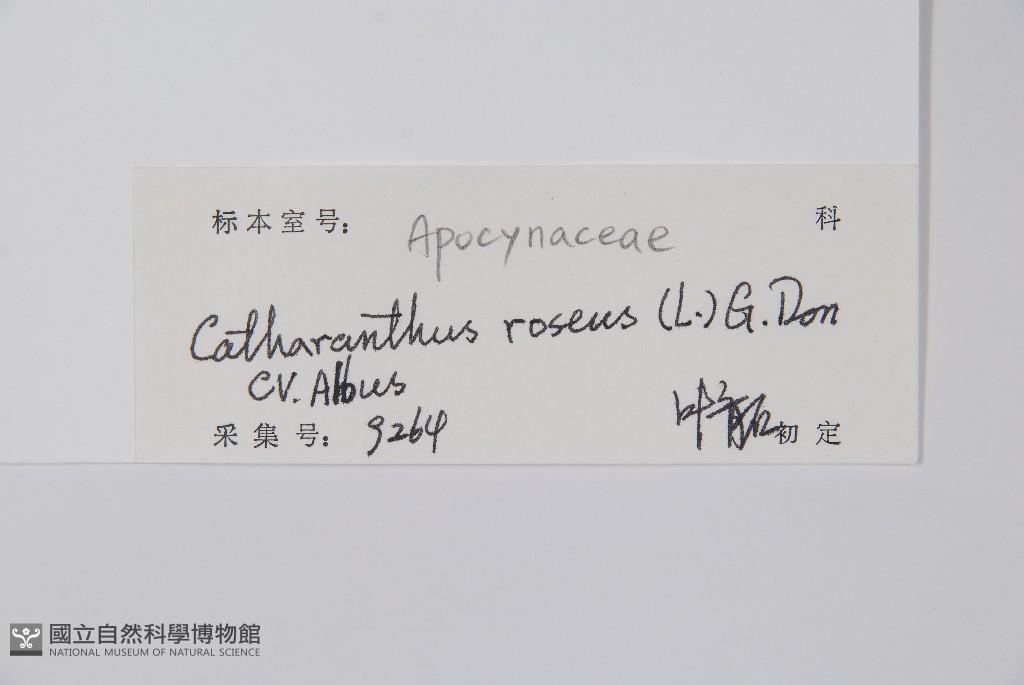 标本室号: Apocynaceae 科
Catharanthus roseus (L.) G. Don
cv. Albus
采集号: 9264 叶 初定
國立自然科學博物館
NATIONAL MUSEUM OF NATURAL SCIENCE